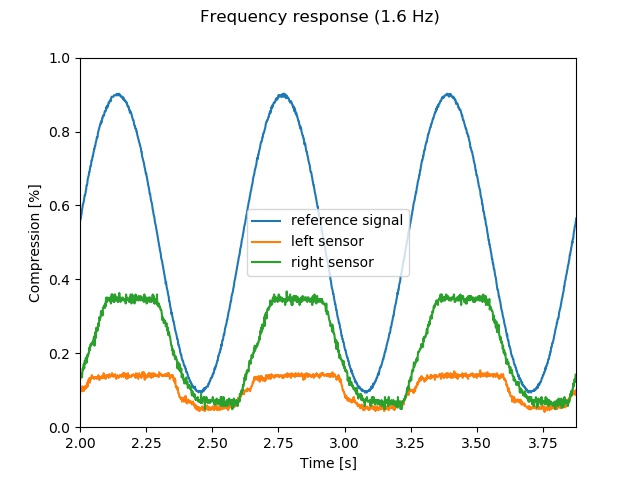 Frequency response (1.6 Hz)
1.0
0.8
0.6
0.4
0.2
0.0
Compression [%]
reference signal
left sensor
right sensor
2.00 2.25 2.50 2.75 3.00 3.25 3.50 3.75
Time [s]